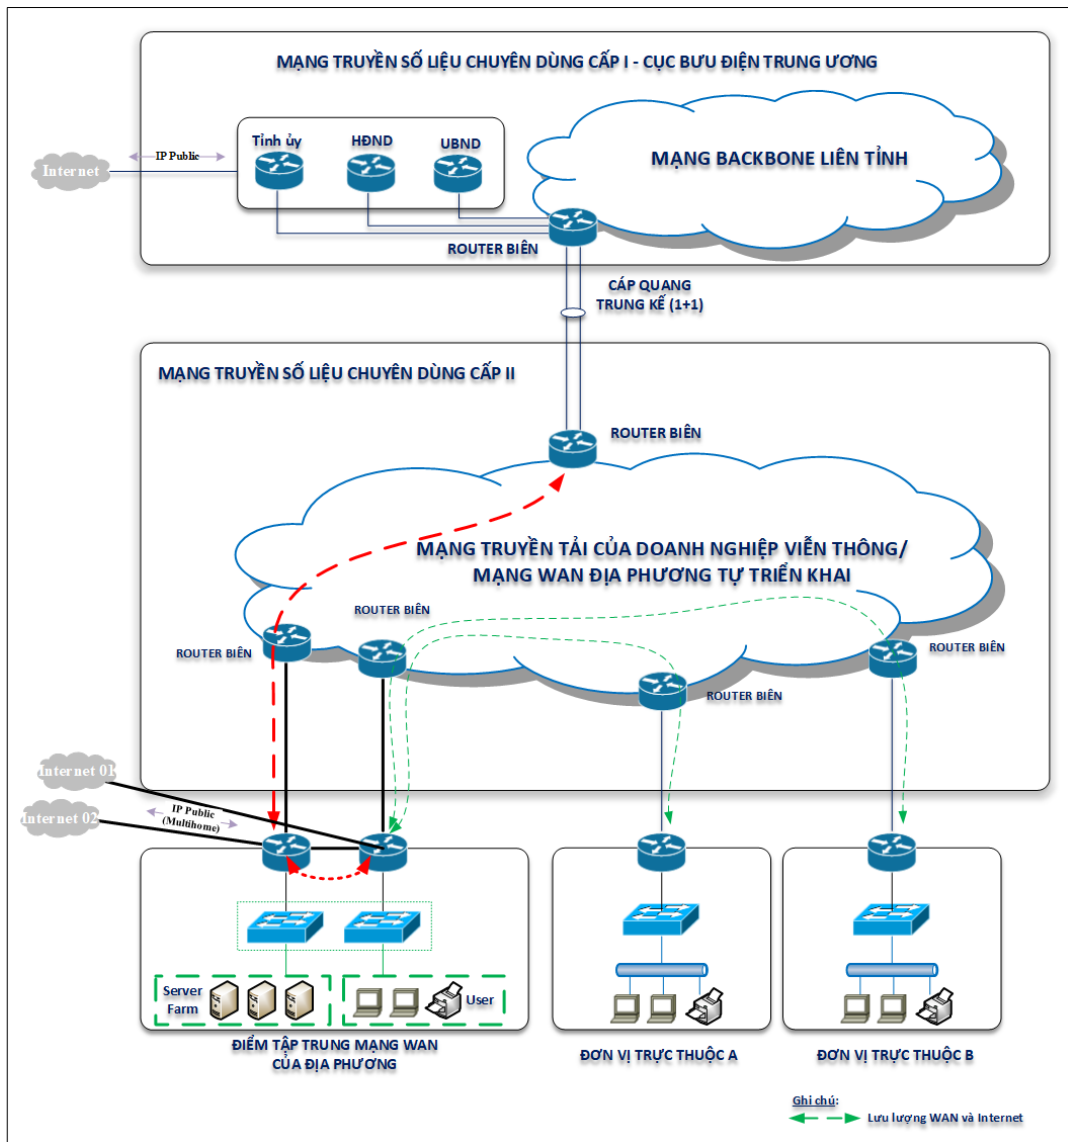 MẠNG TRUYỀN SỐ LIỆU CHUYÊN DÙNG CẤP I - CỤC BƯU ĐIỆN TRUNG ƯƠNG
Tỉnh ủy
HĐND
UBND
Internet
IP Public
MẠNG BACKBONE LIÊN TỈNH
ROUTER BIÊN
CÁP QUANG
TRUNG KẾ (1+1)
MẠNG TRUYỀN SỐ LIỆU CHUYÊN DÙNG CẤP II
ROUTER BIÊN
MẠNG TRUYỀN TẢI CỦA DOANH NGHIỆP VIỄN THÔNG/
MẠNG WAN ĐỊA PHƯƠNG TỰ TRIỂN KHAI
ROUTER BIÊN
ROUTER BIÊN
ROUTER BIÊN
ROUTER BIÊN
Internet 01
Internet 02
IP Public
(Multihome)
Server
Farm
User
ĐIỂM TẬP TRUNG MẠNG WAN
CỦA ĐỊA PHƯƠNG
ĐƠN VỊ TRỰC THUỘC A
ĐƠN VỊ TRỰC THUỘC B
Ghi chú:
Lưu lượng WAN và Internet